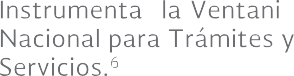 Instrumenta la Ventani
Nacional para Trámites y
Servicios.⁶